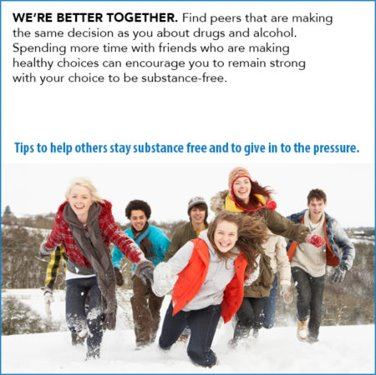 WE'RE BETTER TOGETHER. Find peers that are making
the same decision as you about drugs and alcohol.
Spending more time with friends who are making
healthy choices can encourage you to remain strong
with your choice to be substance-free.
Tips to help others stay substance free and to give in to the pressure.